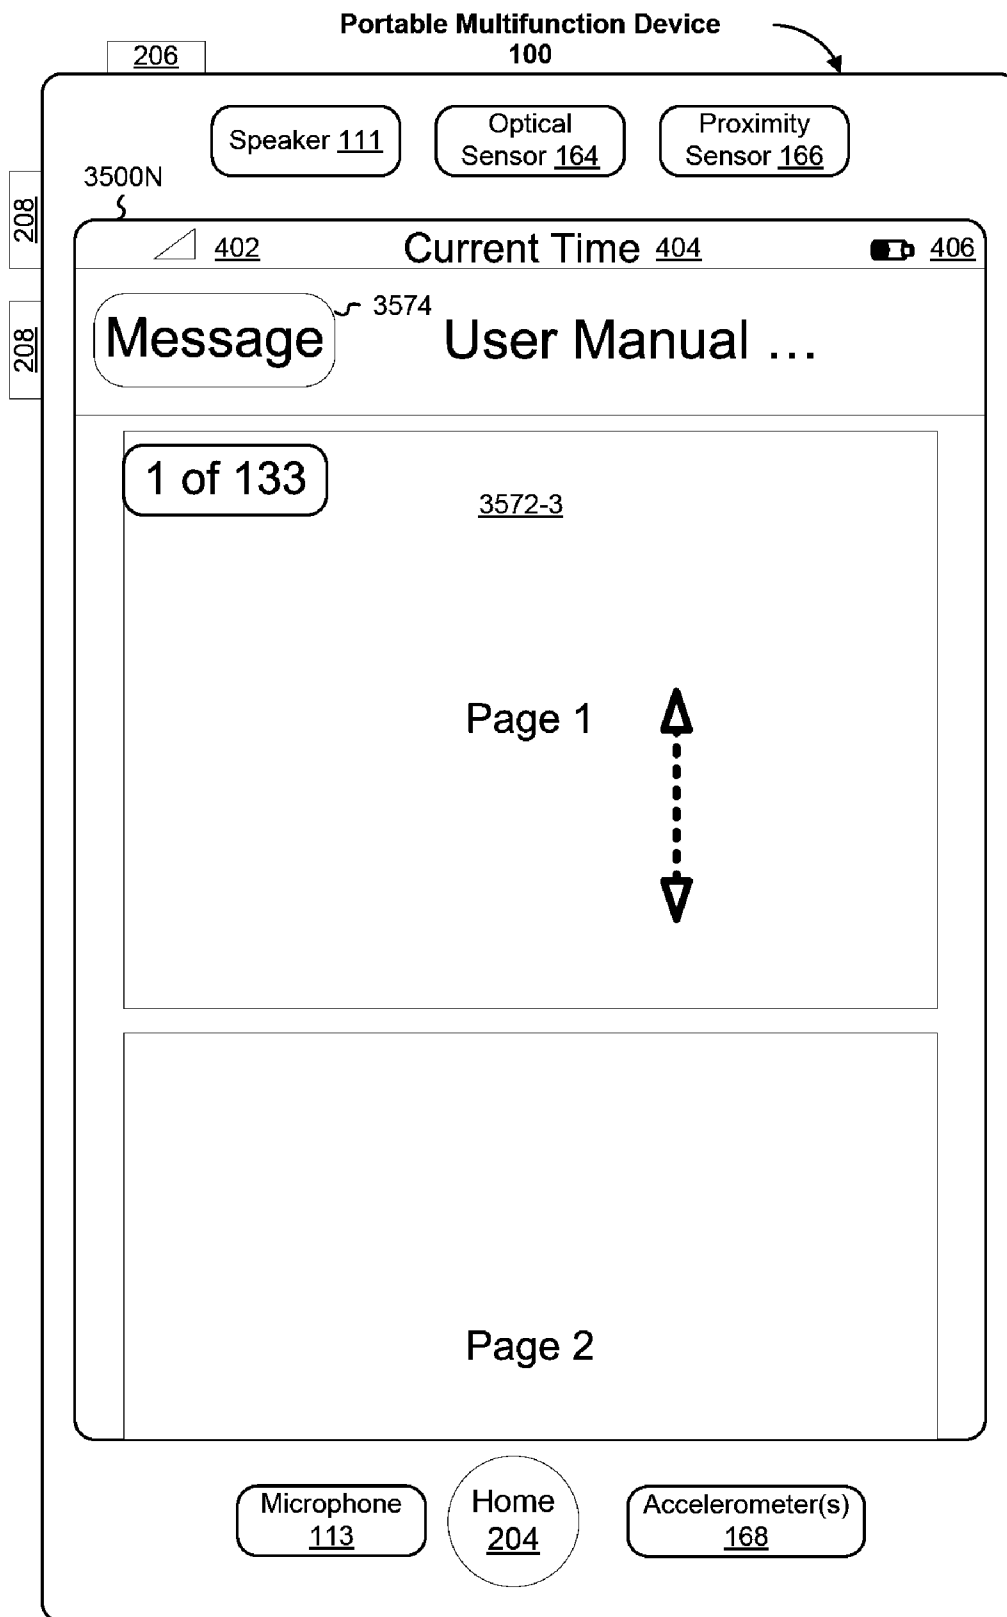 Portable Multifunction Device
100
206
Speaker 111
Optical
Sensor 164
Proximity
Sensor 166
3500N
208
402
Current Time 404
406
208
Message
3574
User Manual ...
1 of 133
3572-3
Page 1
Page 2
Microphone
113
Home
204
Accelerometer(s)
168